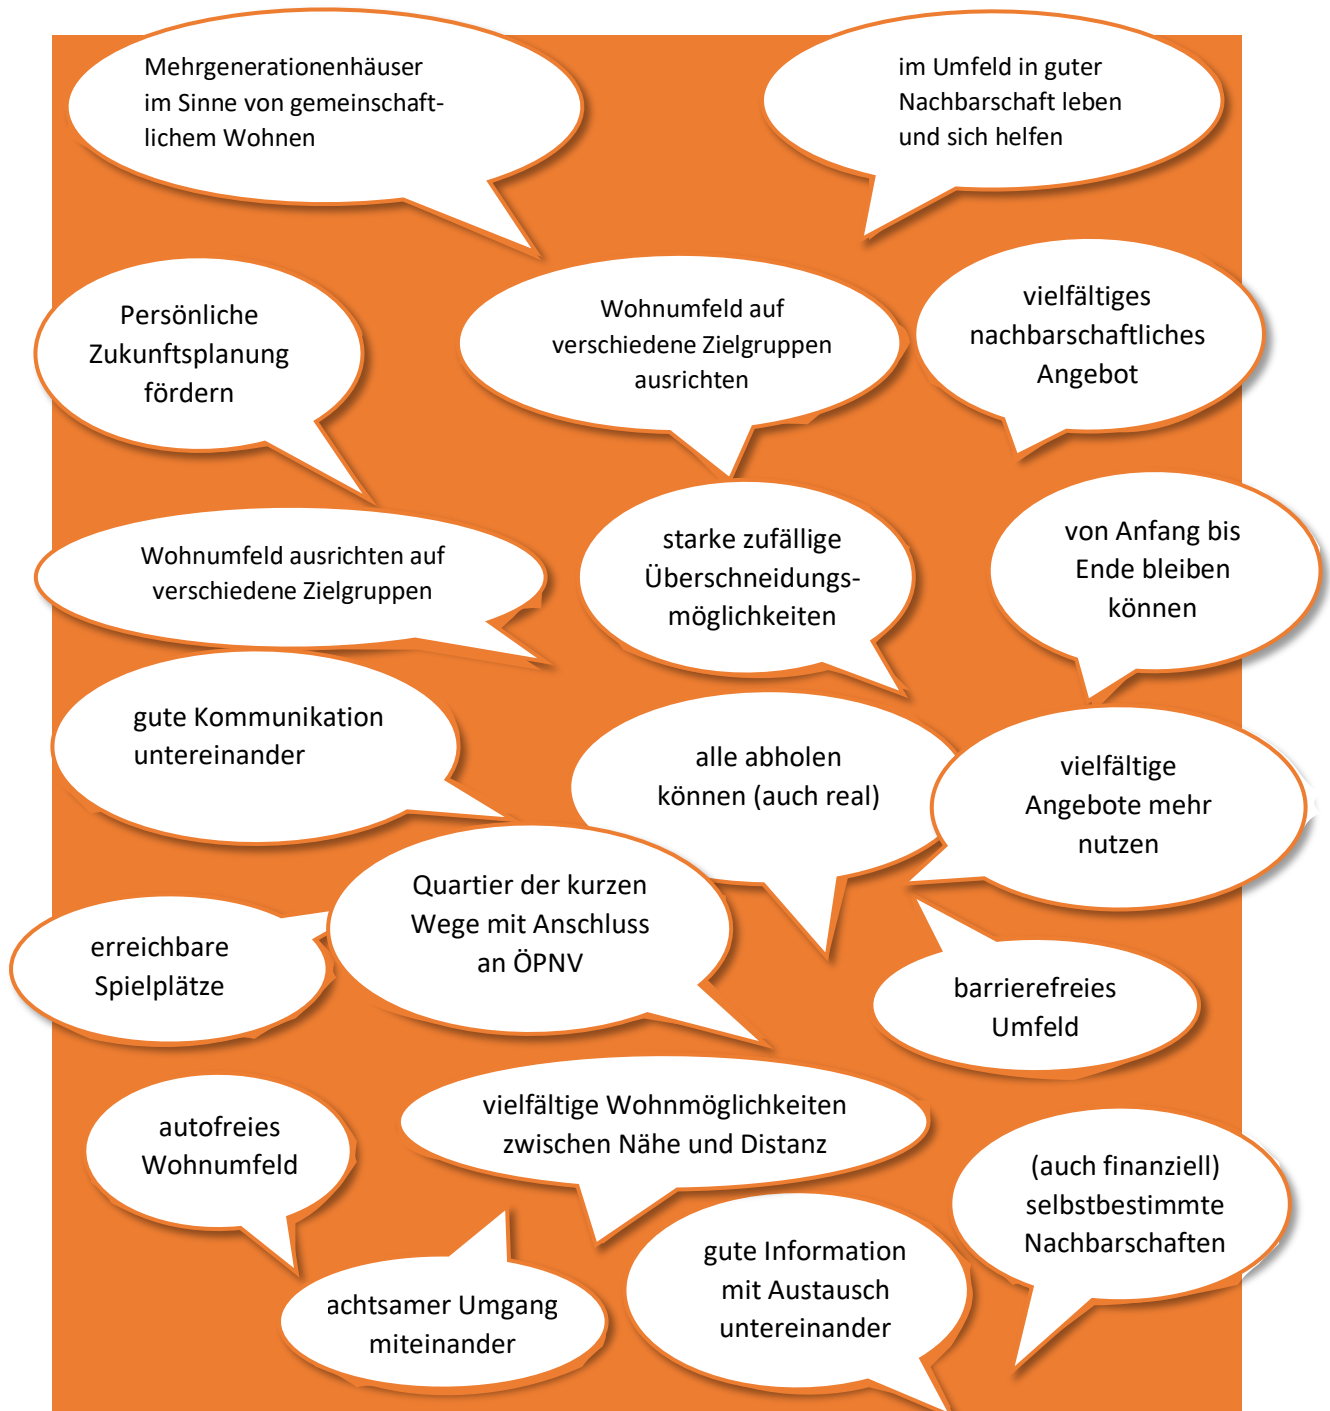 Mehrgenerationenhäuser
im Sinne von gemeinschaft-
lichem Wohnen
im Umfeld in guter
Nachbarschaft leben
und sich helfen
Persönliche
Zukunftsplanung
fördern
Wohnumfeld auf
verschiedene Zielgruppen
ausrichten
vielfältiges
nachbarschaftliches
Angebot
Wohnumfeld ausrichten auf
verschiedene Zielgruppen
starke zufällige
Überschneidungs-
möglichkeiten
von Anfang bis
Ende bleiben
können
gute Kommunikation
untereinander
alle abholen
können (auch real)
vielfältige
Angebote mehr
nutzen
erreichbare
Spielplätze
Quartier der kurzen
Wege mit Anschluss
an ÖPNV
barrierefreies
Umfeld
autofreies
Wohnumfeld
vielfältige Wohnmöglichkeiten
zwischen Nähe und Distanz
(auch finanziell)
selbstbestimmte
Nachbarschaften
achtsamer Umgang
miteinander
gute Information
mit Austausch
untereinander